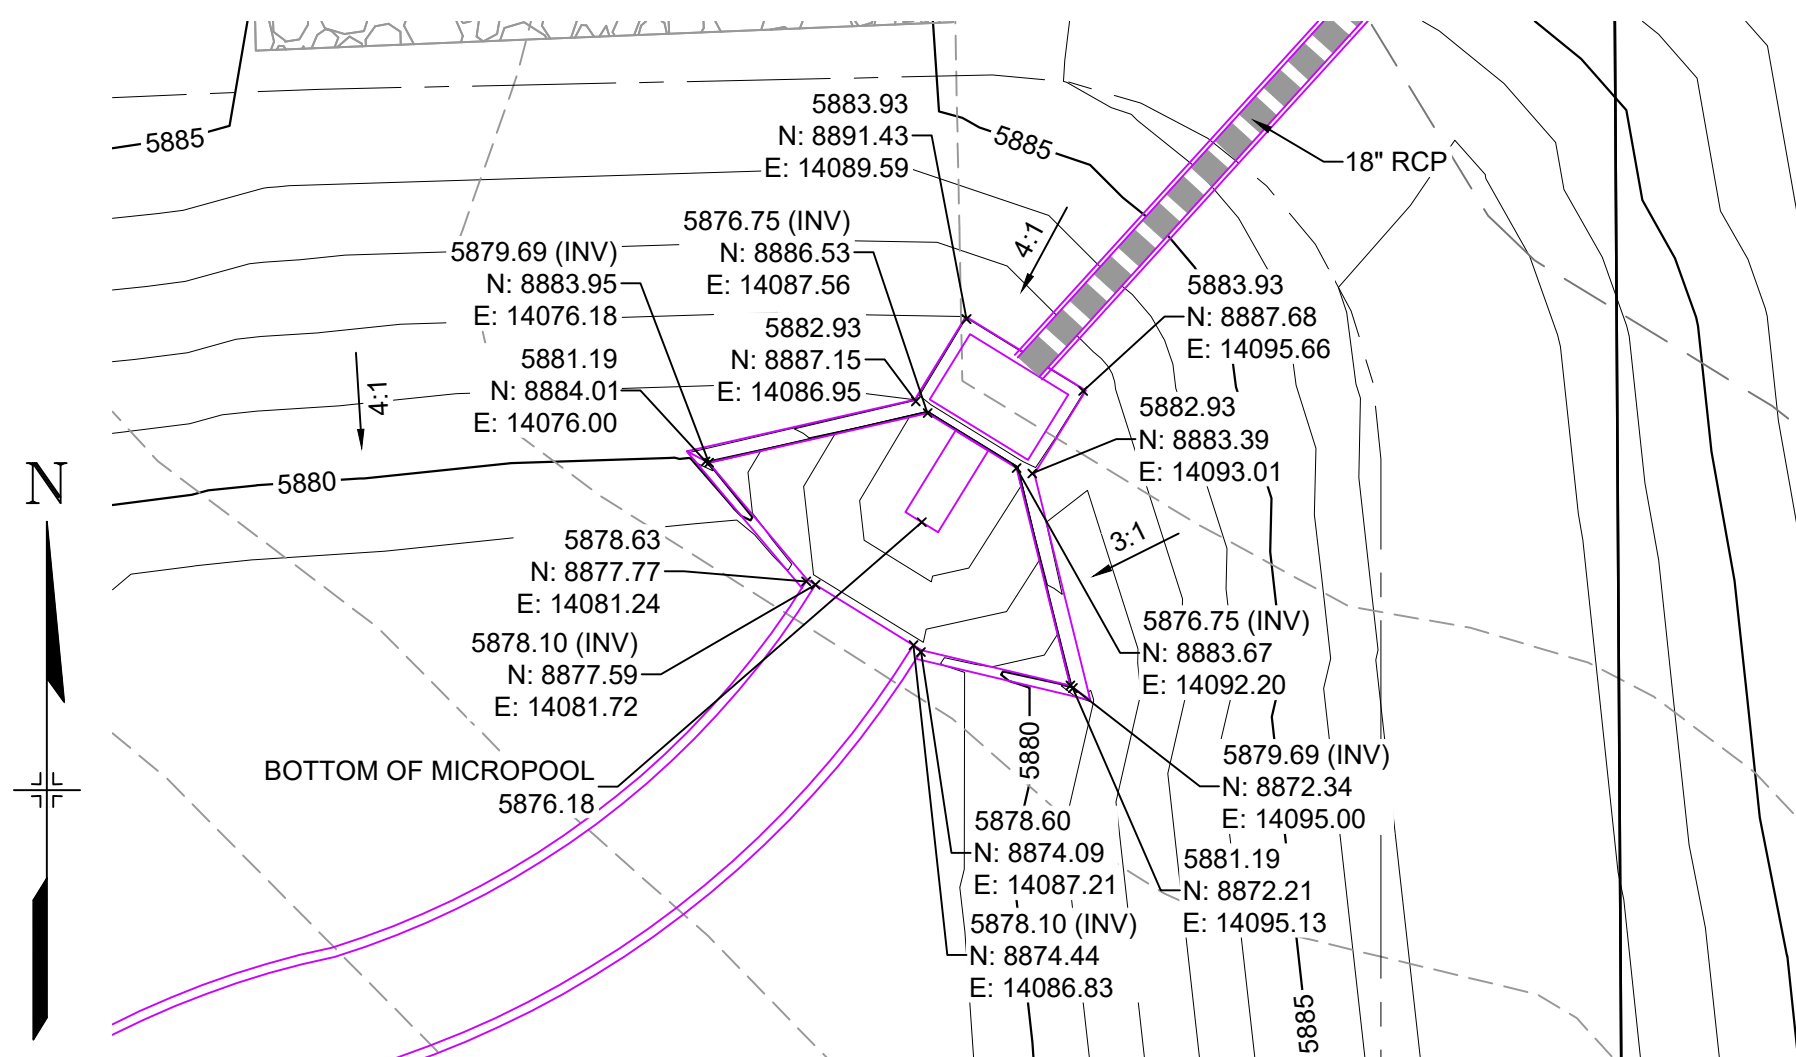 5883.93
N: 8891.43
E: 14089.59
5885
5885
18" RCP
5876.75 (INV)
N: 8886.53
E: 14087.56
4:1
5879.69 (INV)
N: 8883.95
E: 14076.18
5883.93
N: 8887.68
E: 14095.66
5882.93
N: 8887.15
E: 14086.95
5881.19
N: 8884.01
E: 14076.00
4:1
5882.93
N: 8883.39
E: 14093.01
N
5880
3:1
5878.63
N: 8877.77
E: 14081.24
5876.75 (INV)
N: 8883.67
E: 14092.20
5878.10 (INV)
N: 8877.59
E: 14081.72
5880
BOTTOM OF MICROPOOL
5876.18
5879.69 (INV)
N: 8872.34
E: 14095.00
5878.60
N: 8874.09
E: 14087.21
5881.19
N: 8872.21
E: 14095.13
5878.10 (INV)
N: 8874.44
E: 14086.83
5885